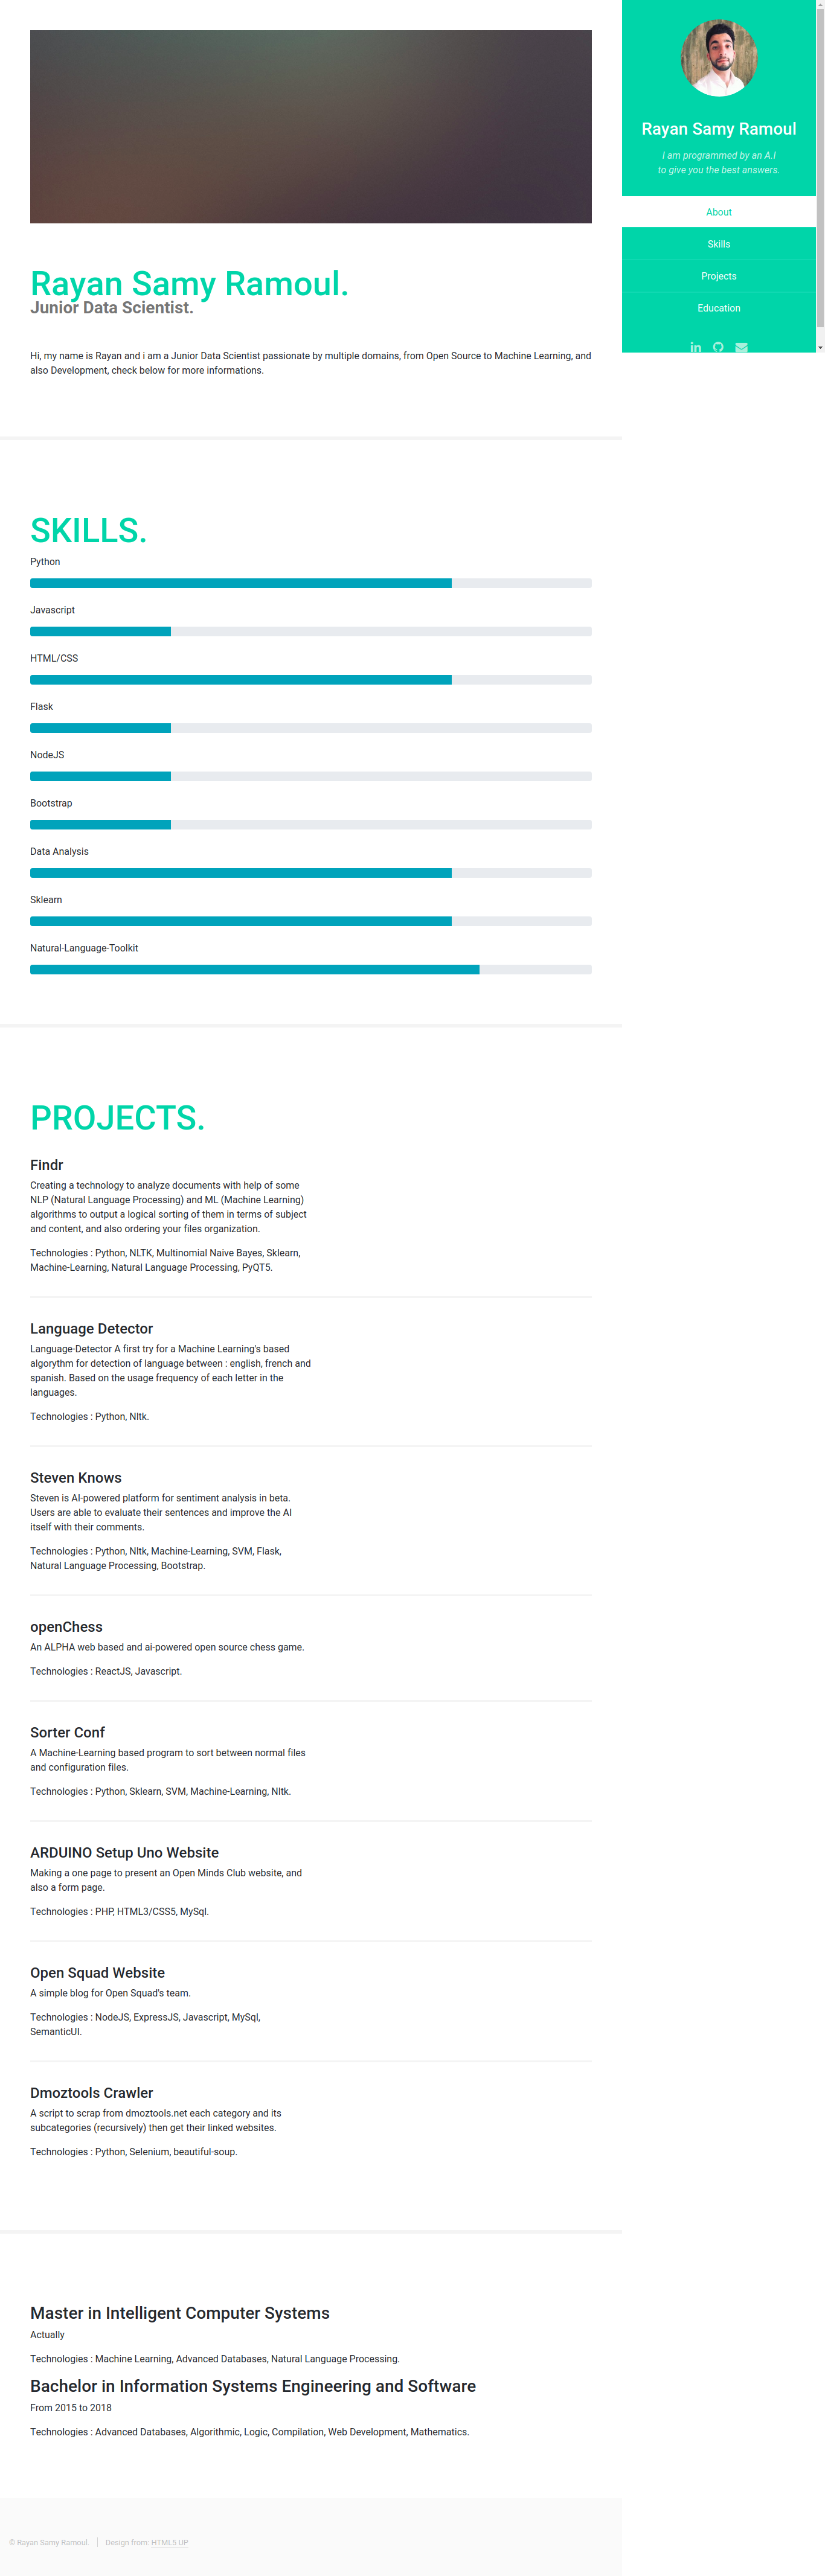 Rayan Samy Ramoul
I am programmed by an A.I
to give you the best answers.
About
Skills
Projects
Education
Rayan Samy Ramoul.
Junior Data Scientist.
Hi, my name is Rayan and i am a Junior Data Scientist passionate by multiple domains, from Open Source to Machine Learning, and
also Development, check below for more informations.
SKILLS.
Python
Javascript
HTML/CSS
Flask
NodeJS
Bootstrap
Data Analysis
Sklearn
Natural-Language-Toolkit
PROJECTS.
Findr
Creating a technology to analyze documents with help of some
NLP (Natural Language Processing) and ML (Machine Learning)
algorithms to output a logical sorting of them in terms of subject
and content, and also ordering your files organization.
Technologies : Python, NLTK, Multinomial Naive Bayes, Sklearn,
Machine-Learning, Natural Language Processing, PyQT5.
Language Detector
Language-Detector A first try for a Machine Learning's based
algorythm for detection of language between : english, french and
spanish. Based on the usage frequency of each letter in the
languages.
Technologies : Python, Nltk.
Steven Knows
Steven is AI-powered platform for sentiment analysis in beta.
Users are able to evaluate their sentences and improve the AI
itself with their comments.
Technologies : Python, Nltk, Machine-Learning, SVM, Flask,
Natural Language Processing, Bootstrap.
openChess
An ALPHA web based and ai-powered open source chess game.
Technologies : ReactJS, Javascript.
Sorter Conf
A Machine-Learning based program to sort between normal files
and configuration files.
Technologies : Python, Sklearn, SVM, Machine-Learning, Nltk.
ARDUINO Setup Uno Website
Making a one page to present an Open Minds Club website, and
also a form page.
Technologies : PHP, HTML3/CSS5, MySql.
Open Squad Website
A simple blog for Open Squad's team.
Technologies : NodeJS, ExpressJS, Javascript, MySql,
SemanticUI.
Dmoztools Crawler
A script to scrap from dmoztools.net each category and its
subcategories (recursively) then get their linked websites.
Technologies : Python, Selenium, beautiful-soup.
Master in Intelligent Computer Systems
Actually
Technologies : Machine Learning, Advanced Databases, Natural Language Processing.
Bachelor in Information Systems Engineering and Software
From 2015 to 2018
Technologies : Advanced Databases, Algorithmic, Logic, Compilation, Web Development, Mathematics.
© Rayan Samy Ramoul. Design from: HTML5 UP